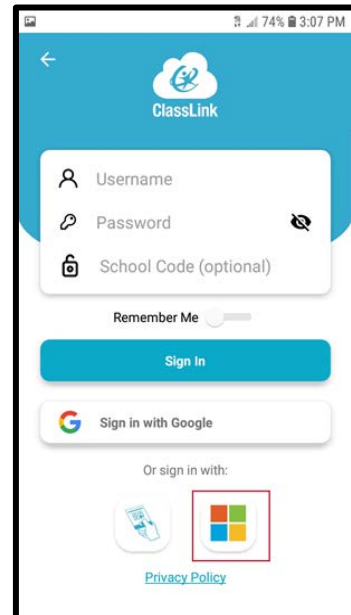 74% 3:07 PM
ClassLink
Username
Password
School Code (optional)
Remember Me
Sign In
Sign in with Google
Or sign in with:
Privacy Policy